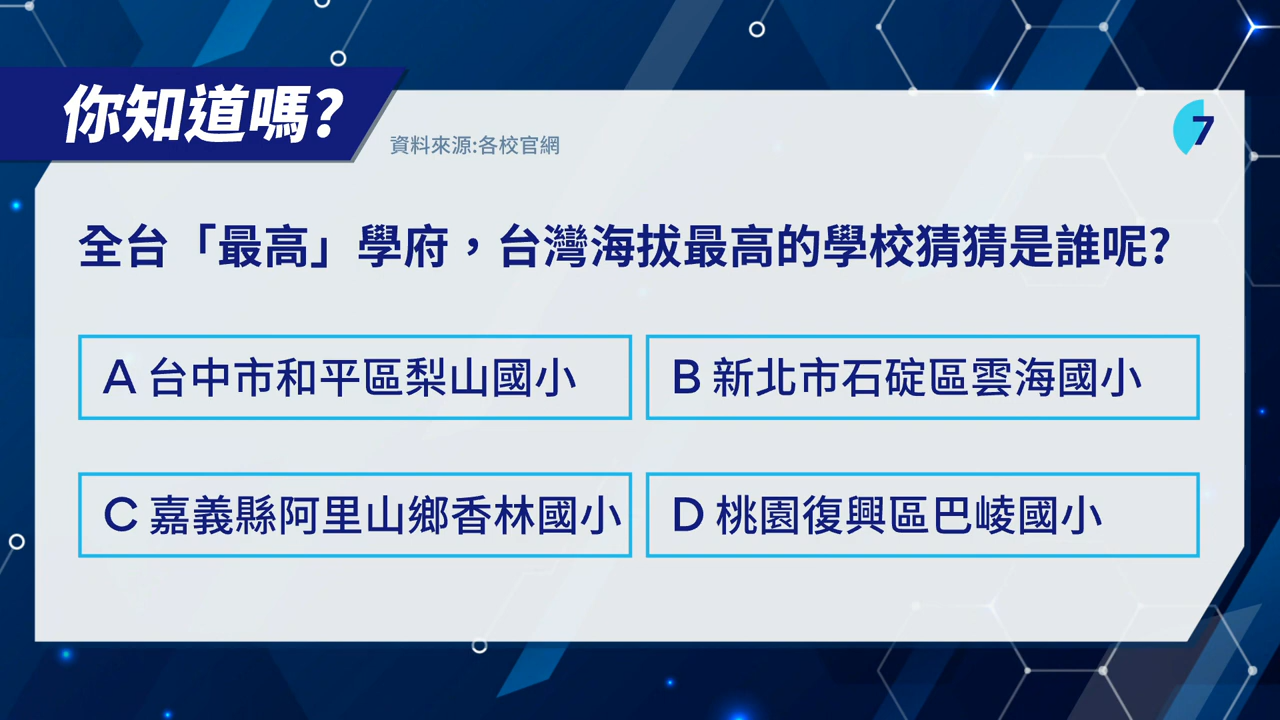 你知道嗎?
資料來源:各校官網
7
全台「最高」學府，台灣海拔最高的學校猜猜是誰呢?
A 台中市和平區梨山國小
B 新北市石碇區雲海國小
C 嘉義縣阿里山鄉香林國小
D 桃園復興區巴崚國小